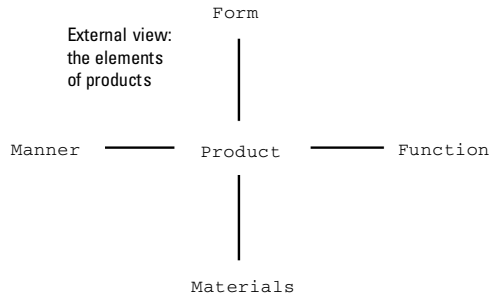 Form
External view:
the elements
of products
Manner
Product
Function
Materials